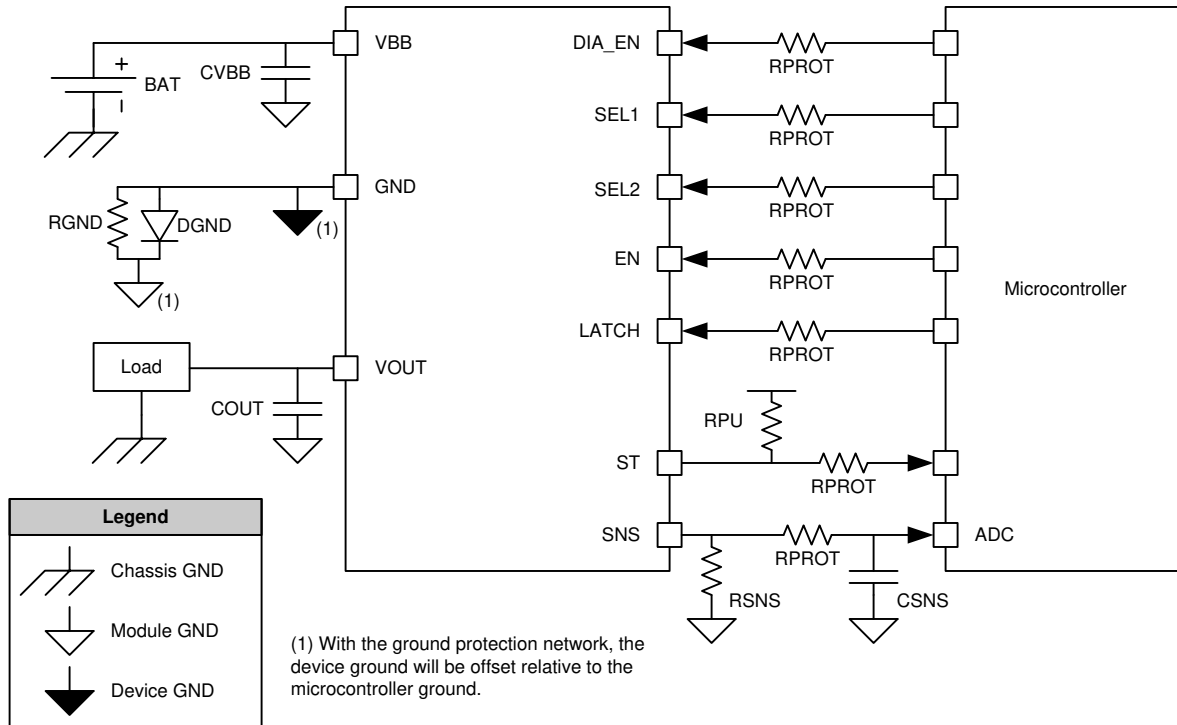 VBB
DIA_EN
RPROT
+
BAT
CVBB
SEL1
RPROT
GND
SEL2
RPROT
RGND
DGND
(1)
(1)
EN
RPROT
Microcontroller
LATCH
RPROT
Load
VOUT
COUT
RPU
ST
RPROT
SNS
RPROT
ADC
RSNS
CSNS
Legend
Chassis GND
Module GND
Device GND
(1) With the ground protection network, the
device ground will be offset relative to the
microcontroller ground.